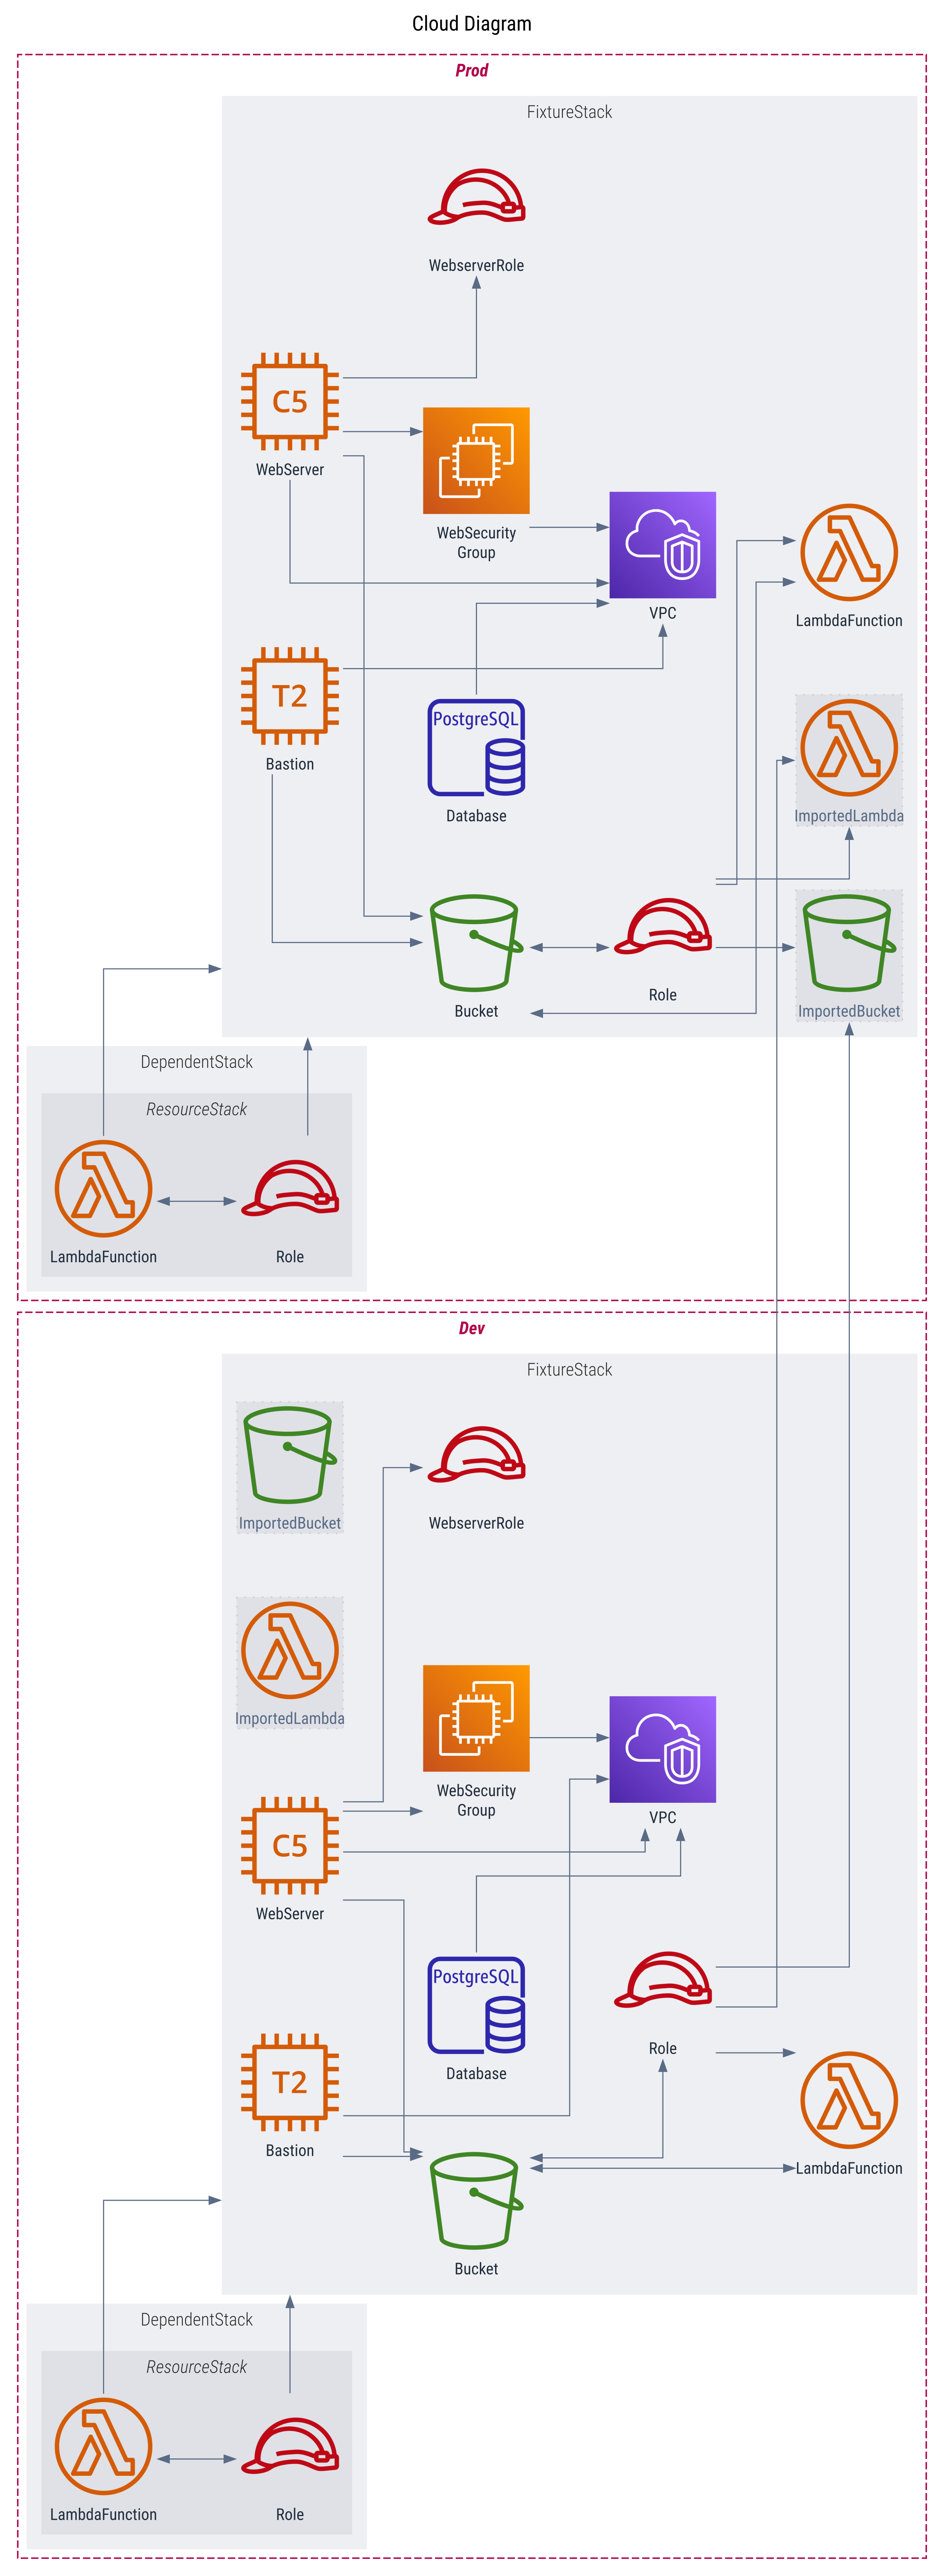 Cloud Diagram
Prod
FixtureStack
WebserverRole
C5
WebServer
WebSecurity
Group
VPC
LambdaFunction
T2
Bastion
PostgreSQL
Database
ImportedLambda
Bucket
Role
ImportedBucket
DependentStack
ResourceStack
LambdaFunction
Role
Dev
FixtureStack
ImportedBucket
WebserverRole
ImportedLambda
WebSecurity
Group
VPC
C5
WebServer
PostgreSQL
Database
Role
T2
Bastion
LambdaFunction
Bucket
DependentStack
ResourceStack
LambdaFunction
Role